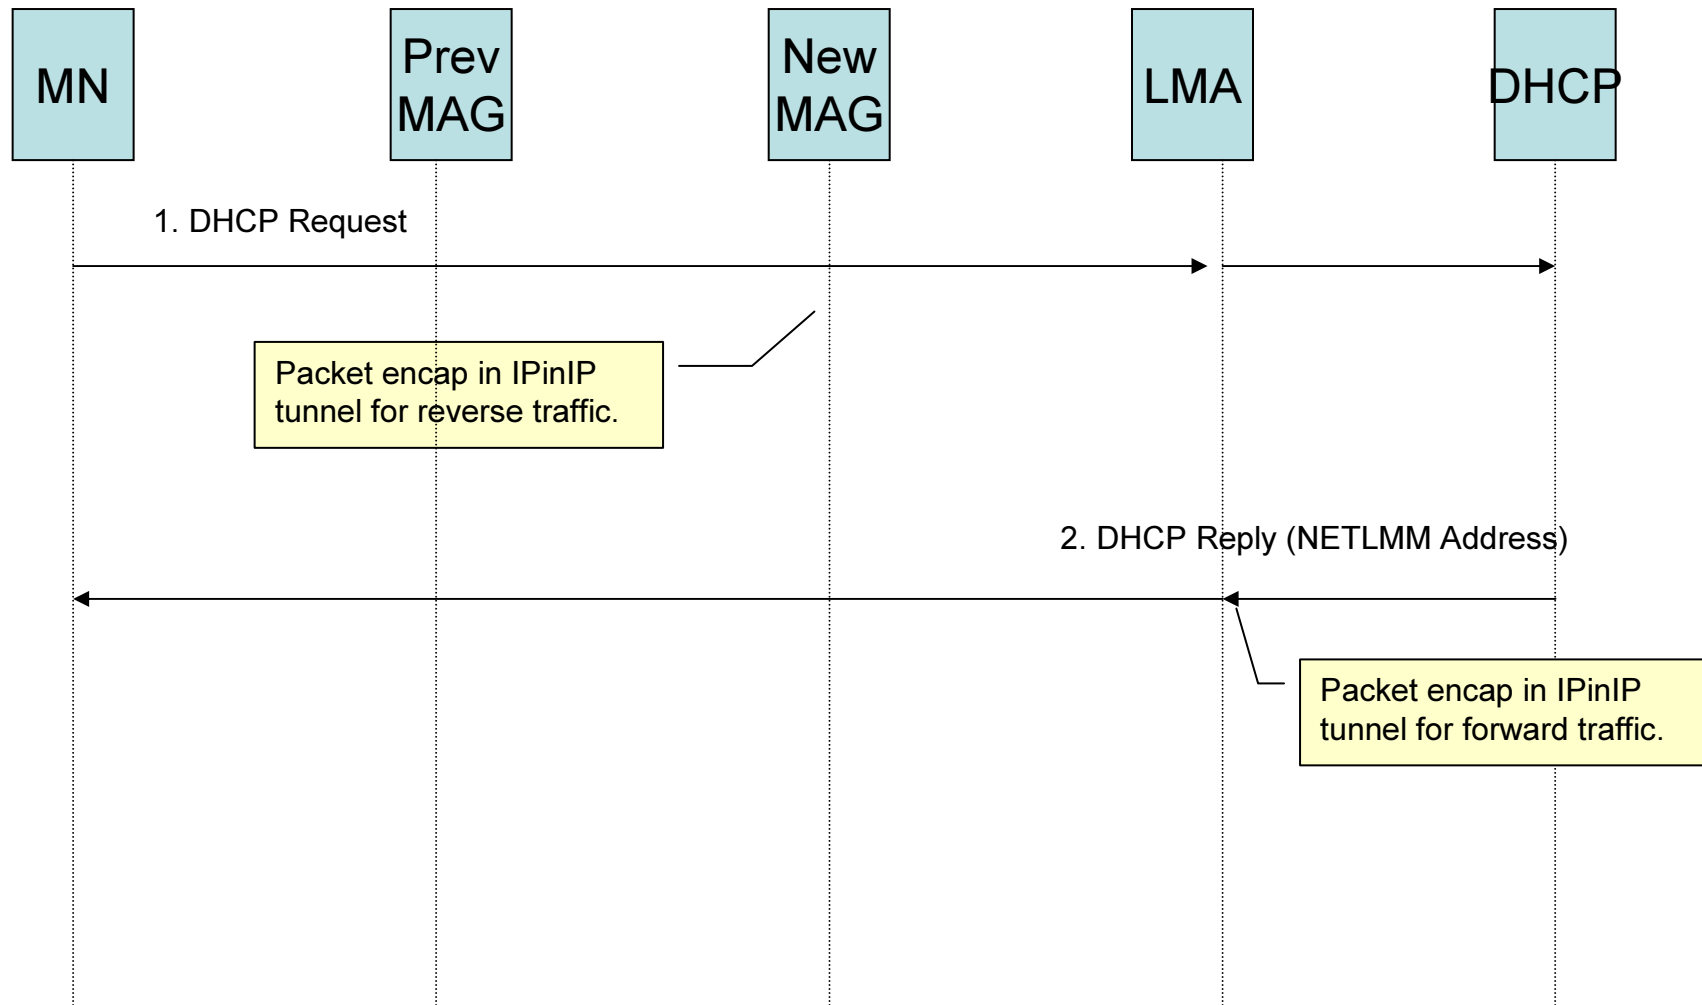 MN
Prev
MAG
New
MAG
LMA
DHCP
1. DHCP Request
Packet encap in IPinIP
tunnel for reverse traffic.
2. DHCP Reply (NETLMM Address)
Packet encap in IPinIP
tunnel for forward traffic.